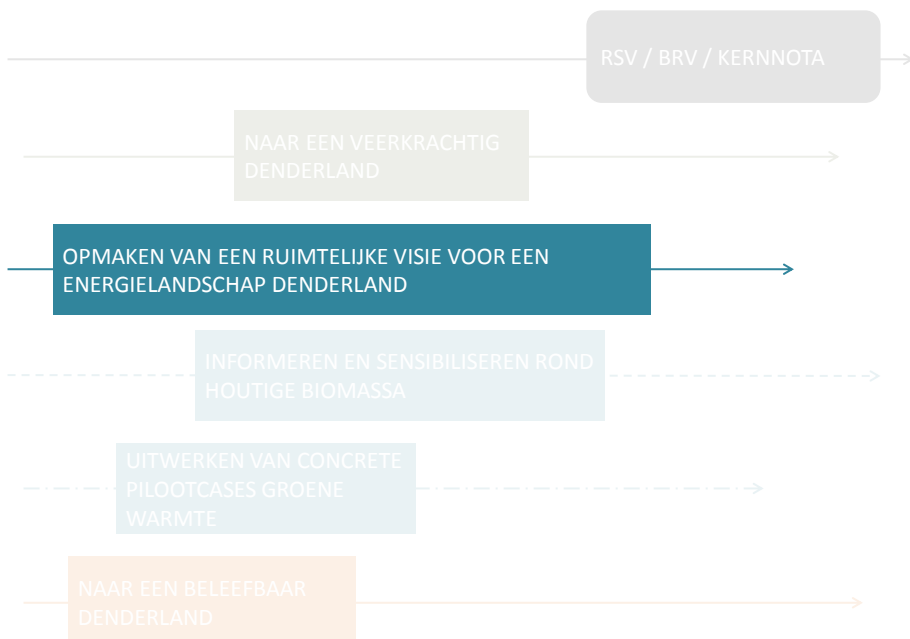 RSV / BRV / KERNNOTA
NAAR EEN VEERKRACHTIG
DENDERLAND
OPMAKEN VAN EEN RUIMTELIJKE VISIE VOOR EEN
ENERGIELANDSCHAP DENDERLAND
INFORMEREN EN SENSIBILISEREN ROND
HOUTIGE BIOMASSA
UITWERKEN VAN CONCRETE
PILOOTCASES GROENE
WARMTE
NAAR EEN BELEEFBAAR
DENDERLAND